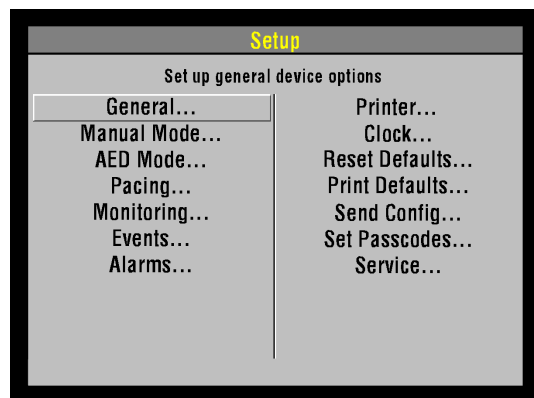 Setup
Set up general device options
General...
Manual Mode...
AED Mode...
Pacing...
Monitoring...
Events...
Alarms...
Printer...
Clock...
Reset Defaults...
Print Defaults...
Send Config...
Set Passcodes...
Service...